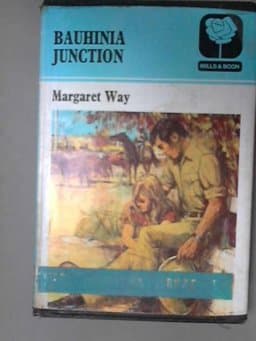 BAUHINIA
JUNCTION
MILLS & BOON
Margaret Way